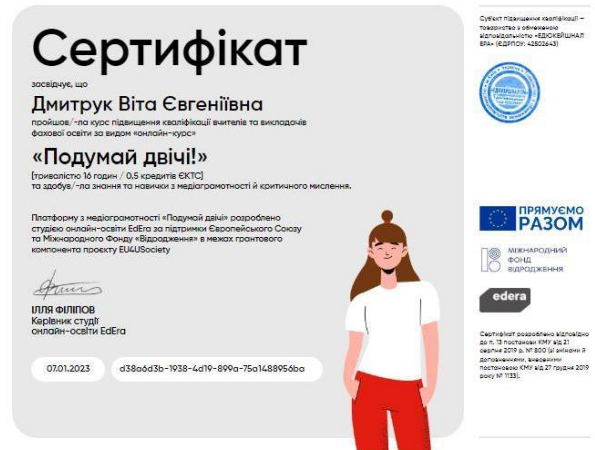 Сертифікат
засвідчує, що
Дмитрук Віта Євгеніївна
пройшов/-ла курс підвищення кваліфікації вчителів та викладачів
фахової освіти за видом «онлайн-курс»
«Подумай двічі!»
[тривалістю 16 годин / 0,5 кредитів ЄКТС]
та здобув/-ла знання та навички з медіаграмотності й критичного мислення.
Платформу з медіаграмотності «Подумай двічі» розроблено
студією онлайн-освіти EdEra за підтримки Європейського Союзу
та Міжнародного Фонду «Відродження» в межах грантового
компонента проєкту EU4USociety
ІЛЛЯ ФІЛІПОВ
Керівник студії
онлайн-освіти EdEra
07.01.2023
d38a6d3b-1938-4d19-899a-75a1488956ba
Суб'єкт підвищення кваліфікації –
товариство з обмеженою
відповідальністю «ЕДЮКЕЙШНАЛ
ЕРА» (ЄДРПОУ: 42502643)
ПРЯМУЄМО
РАЗОМ
МІЖНАРОДНИЙ
ФОНД
ВІДРОДЖЕННЯ
edera
Сертифікат розроблено відповідно
до п. 13 постанови КМУ від 21
серпня 2019 р. № 800 (зі змінами й
доповненнями, внесеними
постановою КМУ від 27 грудня 2019
року № 1133).